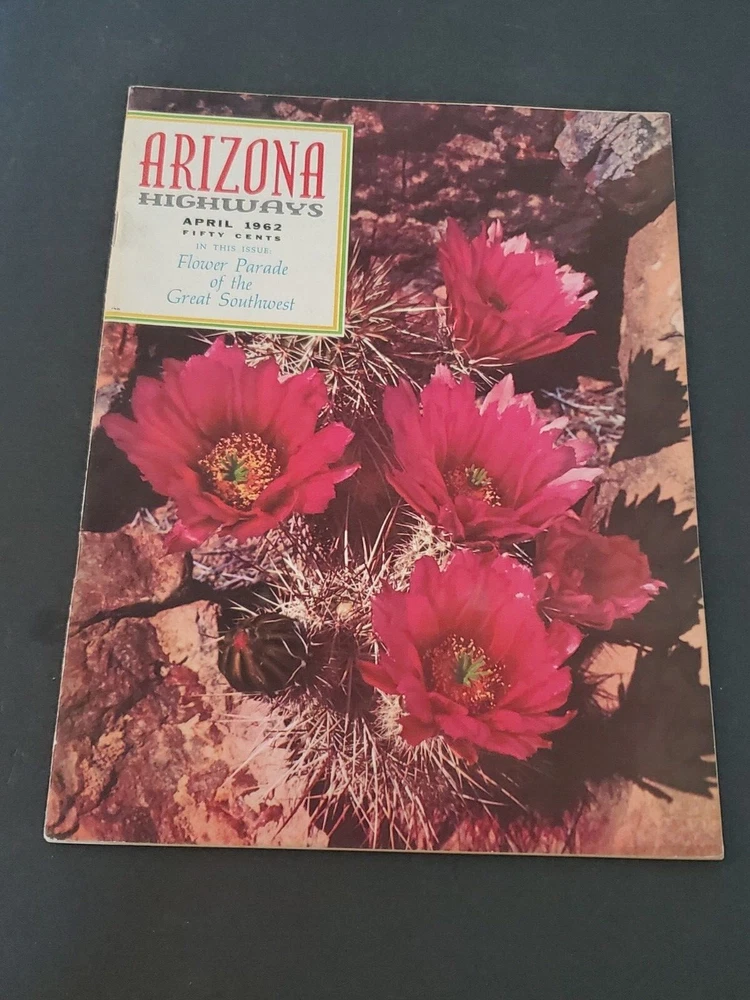 ARIZONA
HIGHWAYS
APRIL 1962
FIFTY CENTS
IN THIS ISSUE:
Flower Parade
of the
Great Southwest